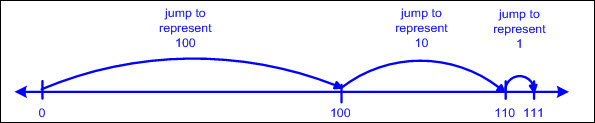 jump to
represent
100
jump to
represent
10
jump to
represent
1
0
100
110
111